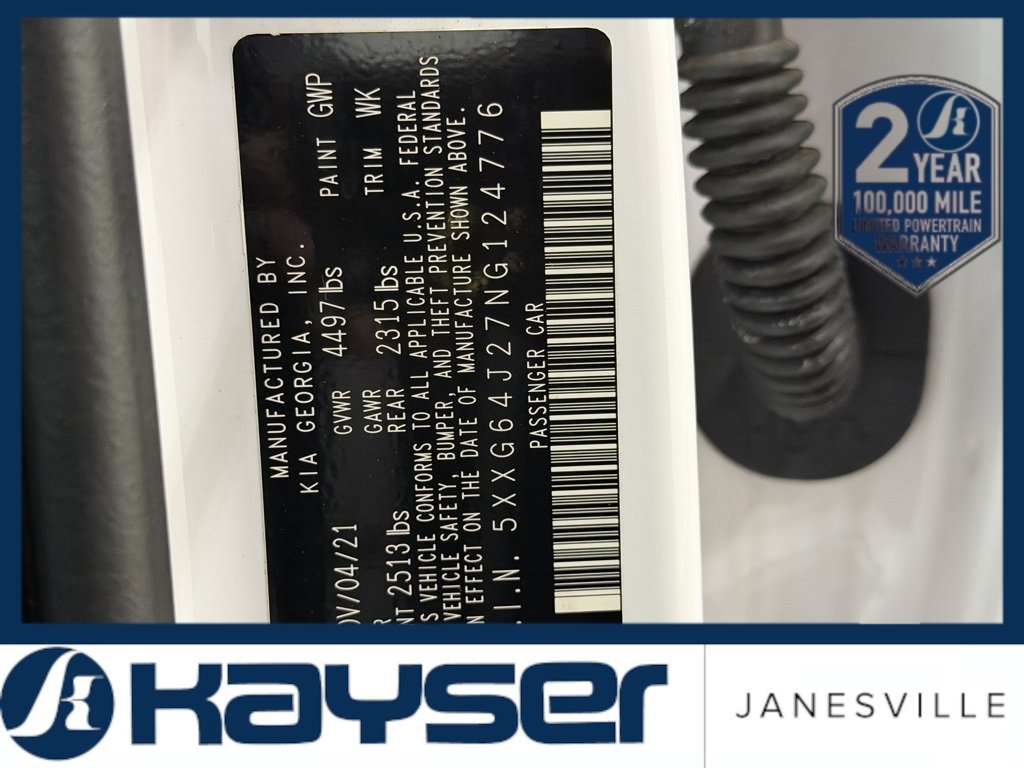 MANUFACTURED BY
KIA GEORGIA, INC.
OV/04/21 GVWR 4497 lbs PAINT GWP
GAWR TRIM WK
NT 2513 lbs REAR 2315 lbs
S VEHICLE CONFORMS TO ALL APPLICABLE U.S.A. FEDERAL
VEHICLE SAFETY, BUMPER, AND THEFT PREVENTION STANDARDS
N EFFECT ON THE DATE OF MANUFACTURE SHOWN ABOVE.
.I.N. 5XXG64J27NG124776
PASSENGER CAR
2 YEAR
100,000 MILE
LIMITED POWERTRAIN
WARRANTY
Kayser
JANESVILLE